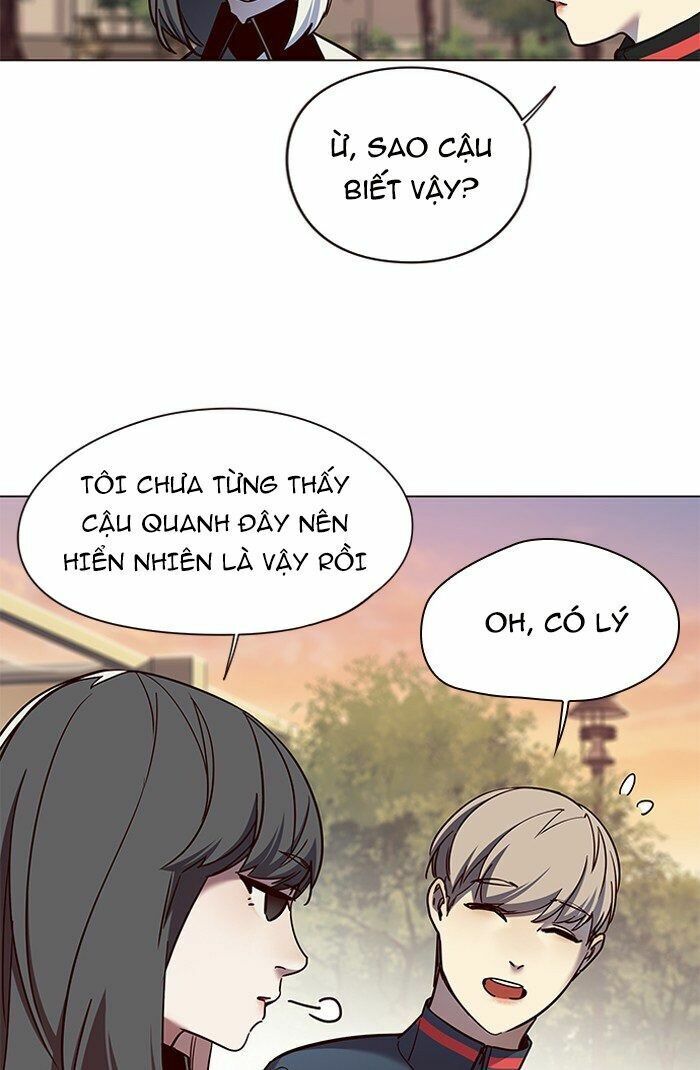 Ừ, SAO CẬU
BIẾT VẬY?
TÔI CHƯA TỪNG THẤY
CẬU QUANH ĐÂY NÊN
HIỂN NHIÊN LÀ VẬY RỒI
OH, CÓ LÝ